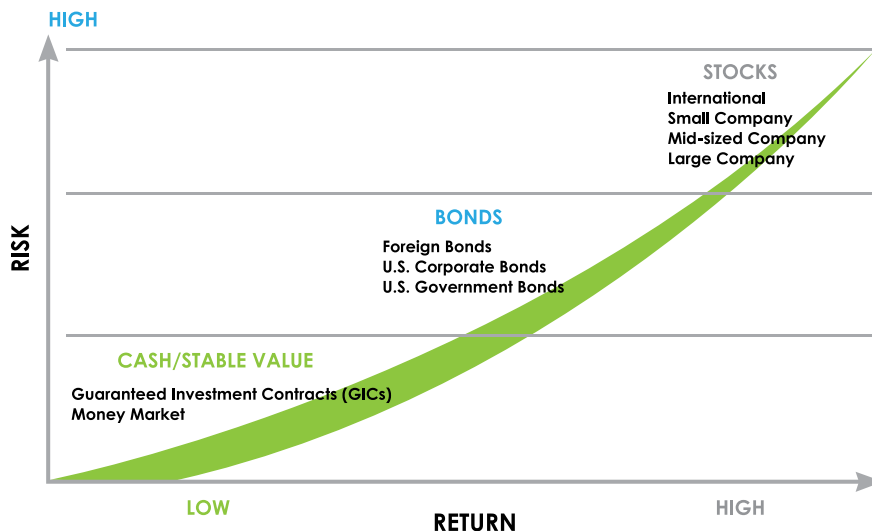 HIGH
STOCKS
International
Small Company
Mid-sized Company
Large Company
BONDS
Foreign Bonds
U.S. Corporate Bonds
U.S. Government Bonds
RISK
CASH/STABLE VALUE
Guaranteed Investment Contracts (GICs)
Money Market
LOW
HIGH
RETURN